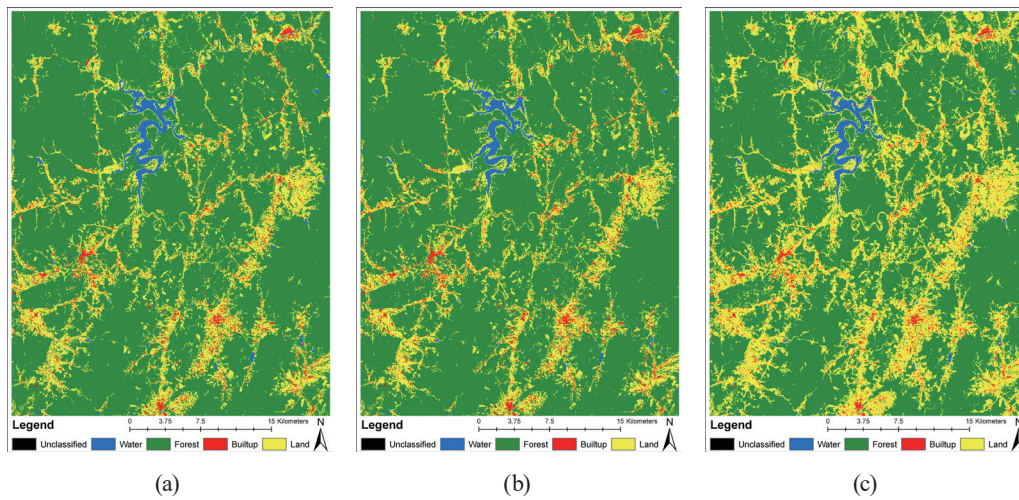 Legend
0 3.75 7.5 15 Kilometers
N
Unclassified Water Forest Builtup Land
(a)
Legend
0 3.75 7.5 15 Kilometers
N
Unclassified Water Forest Builtup Land
(b)
Legend
0 3.75 7.5 15 Kilometers
N
Unclassified Water Forest Builtup Land
(c)